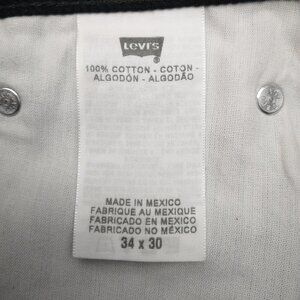 LEVI'S
®
100% COTTON - COTON -
ALGODÓN - ALGODÃO
MADE IN MEXICO
FABRIQUE AU MEXIQUE
FABRICADO EN MEXICO
FABRICADO NO MÉXICO
34 x 30